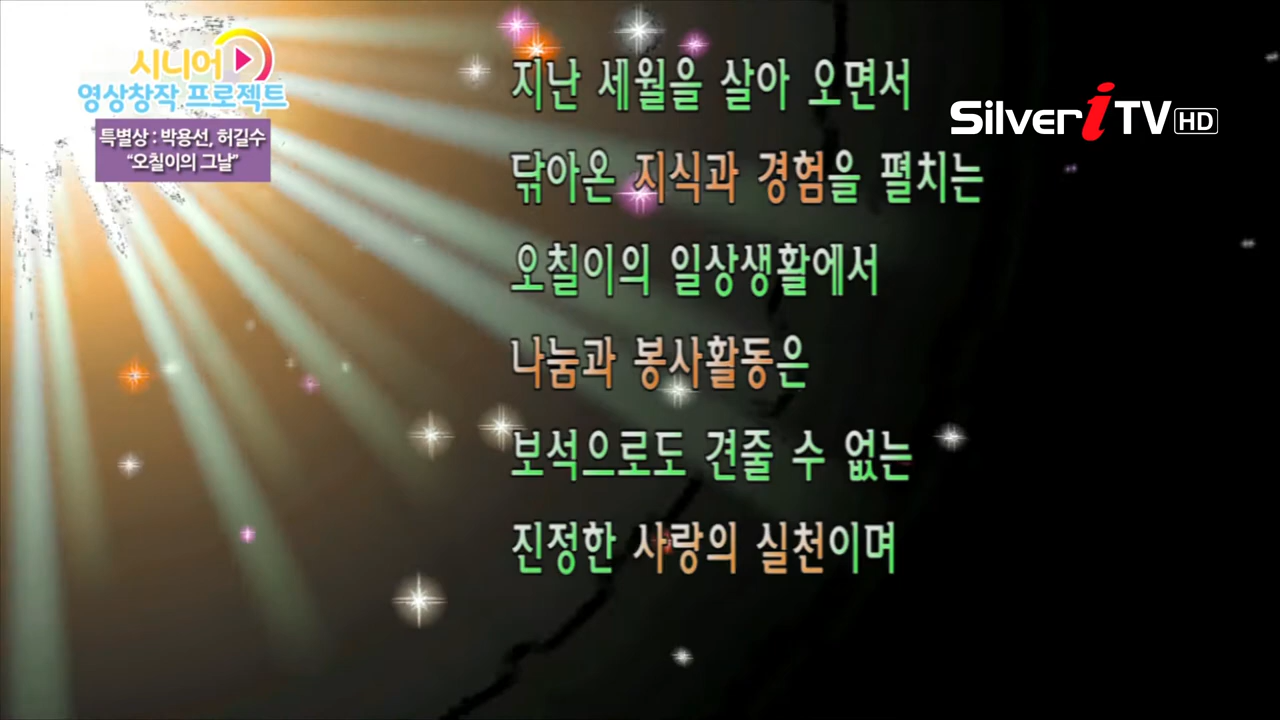 시니어
영상창작 프로젝트
특별상 : 박용선, 허길수
“오칠이의 그날”
SilveriTV HD
지난 세월을 살아 오면서
닦아온 지식과 경험을 펼치는
오칠이의 일상생활에서
나눔과 봉사활동은
보석으로도 견줄 수 없는
진정한 사랑의 실천이며